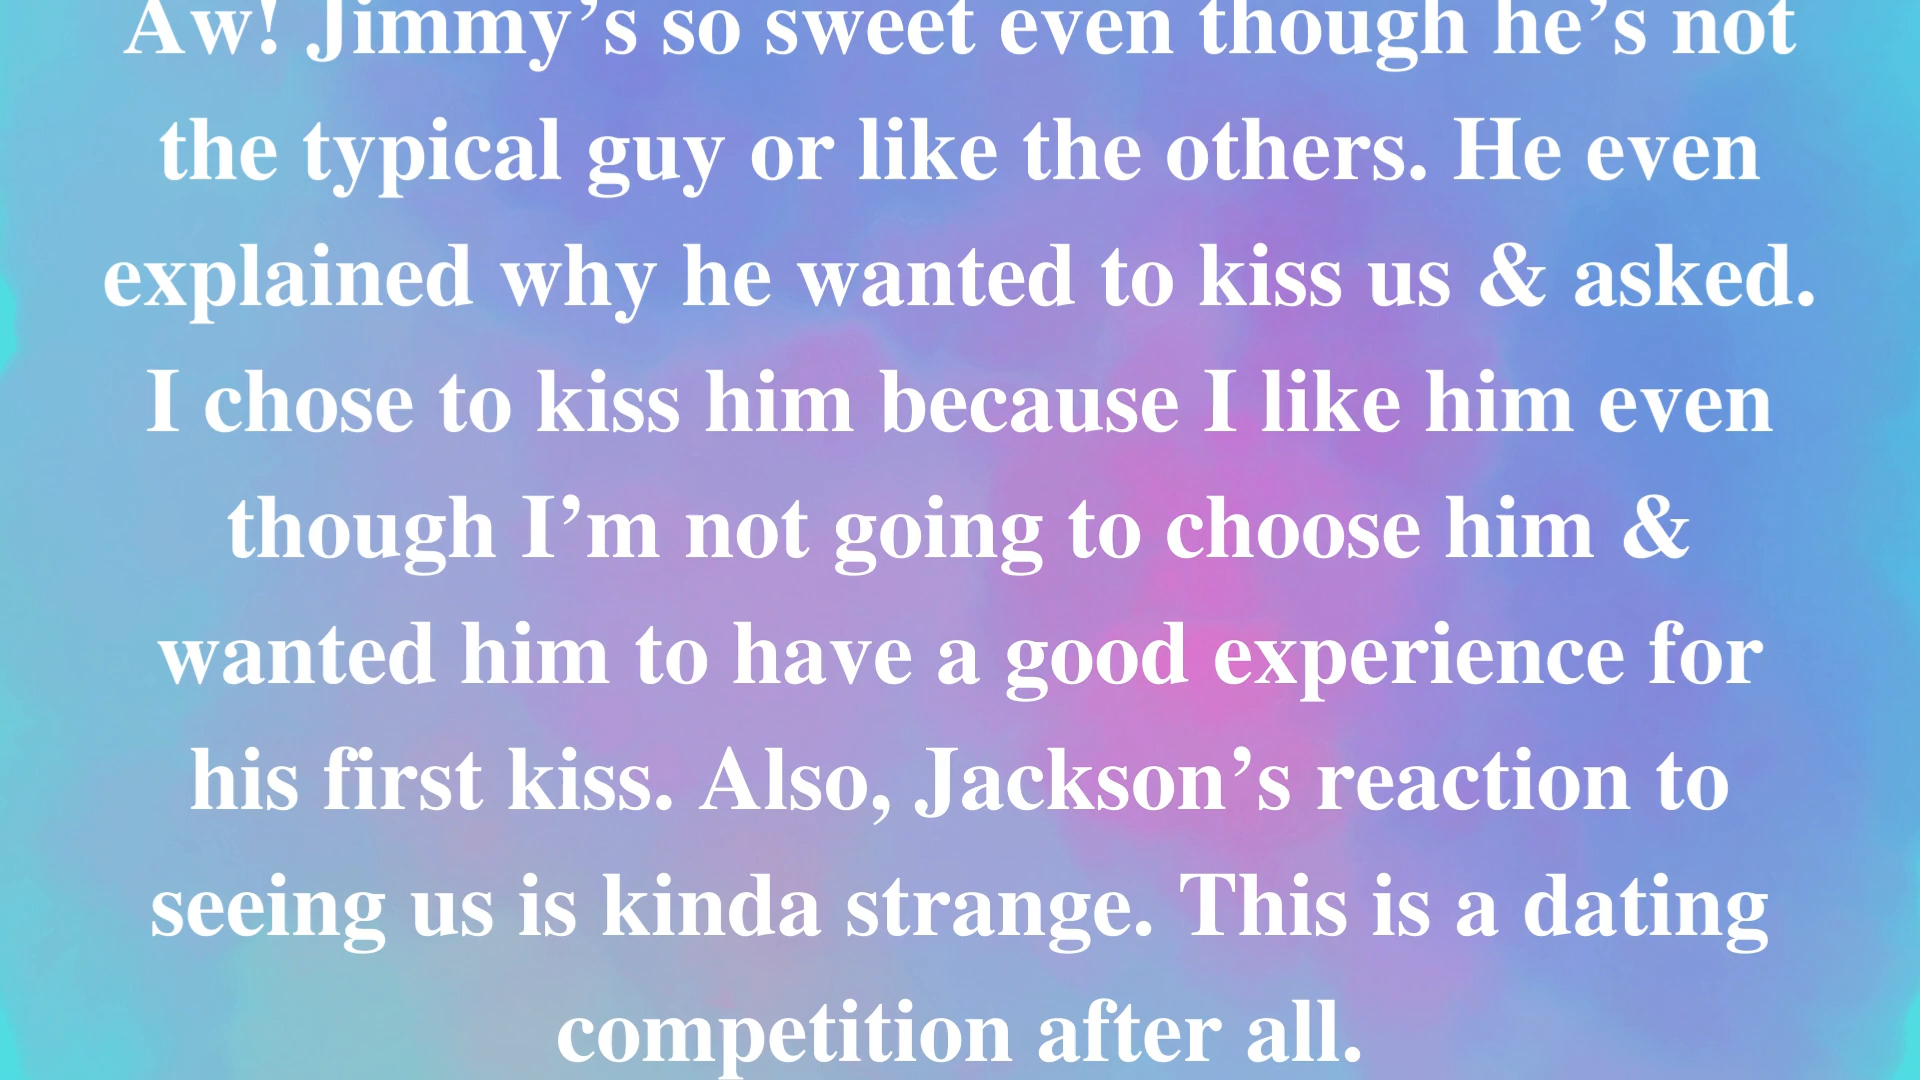 Aw! Jimmy’s so sweet even though he’s not
the typical guy or like the others. He even
explained why he wanted to kiss us & asked.
I chose to kiss him because I like him even
though I’m not going to choose him &
wanted him to have a good experience for
his first kiss. Also, Jackson’s reaction to
seeing us is kinda strange. This is a dating
competition after all.